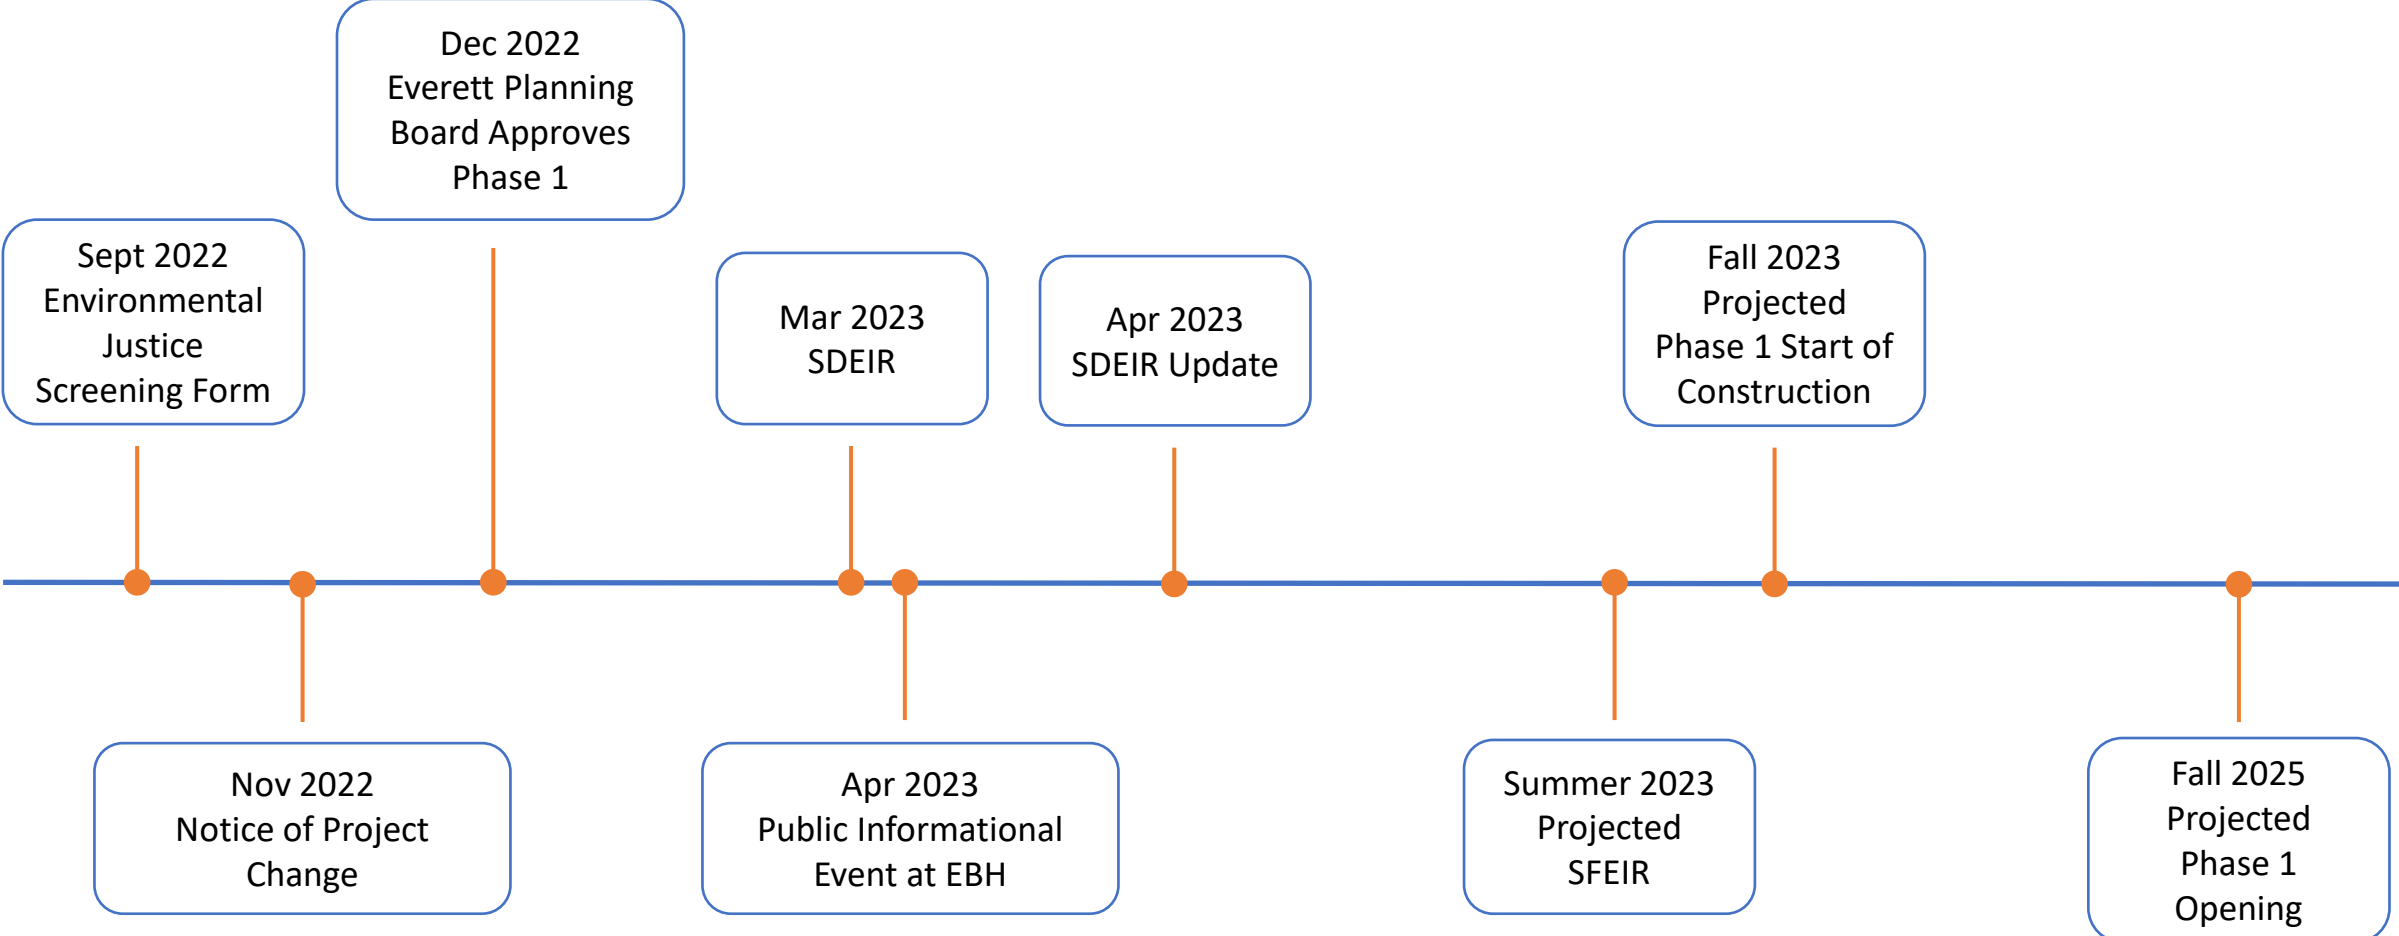 Dec 2022
Everett Planning
Board Approves
Phase 1
Sept 2022
Environmental
Justice
Screening Form
Mar 2023
SDEIR
Apr 2023
SDEIR Update
Fall 2023
Projected
Phase 1 Start of
Construction
Nov 2022
Notice of Project
Change
Apr 2023
Public Informational
Event at EBH
Summer 2023
Projected
SFEIR
Fall 2025
Projected
Phase 1
Opening